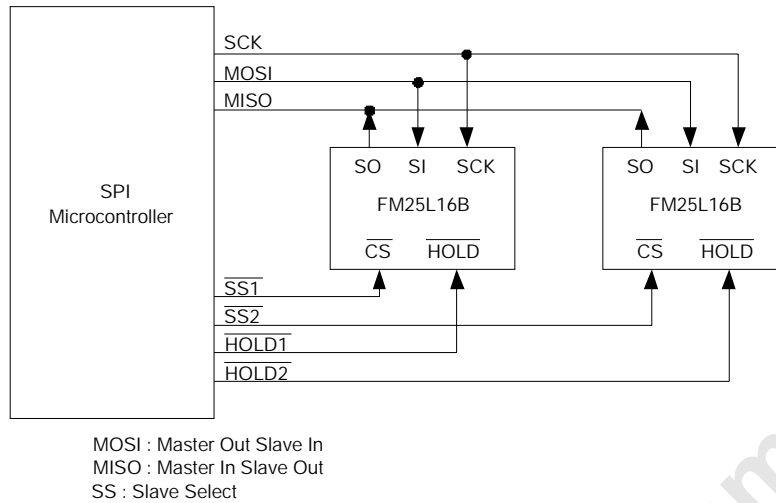 SCK
MOSI
MISO
SO SI SCK
SO SI SCK
SPI
Microcontroller
FM25L16B
FM25L16B
CS HOLD
CS HOLD
SS1
SS2
HOLD1
HOLD2
MOSI : Master Out Slave In
MISO : Master In Slave Out
SS : Slave Select
m